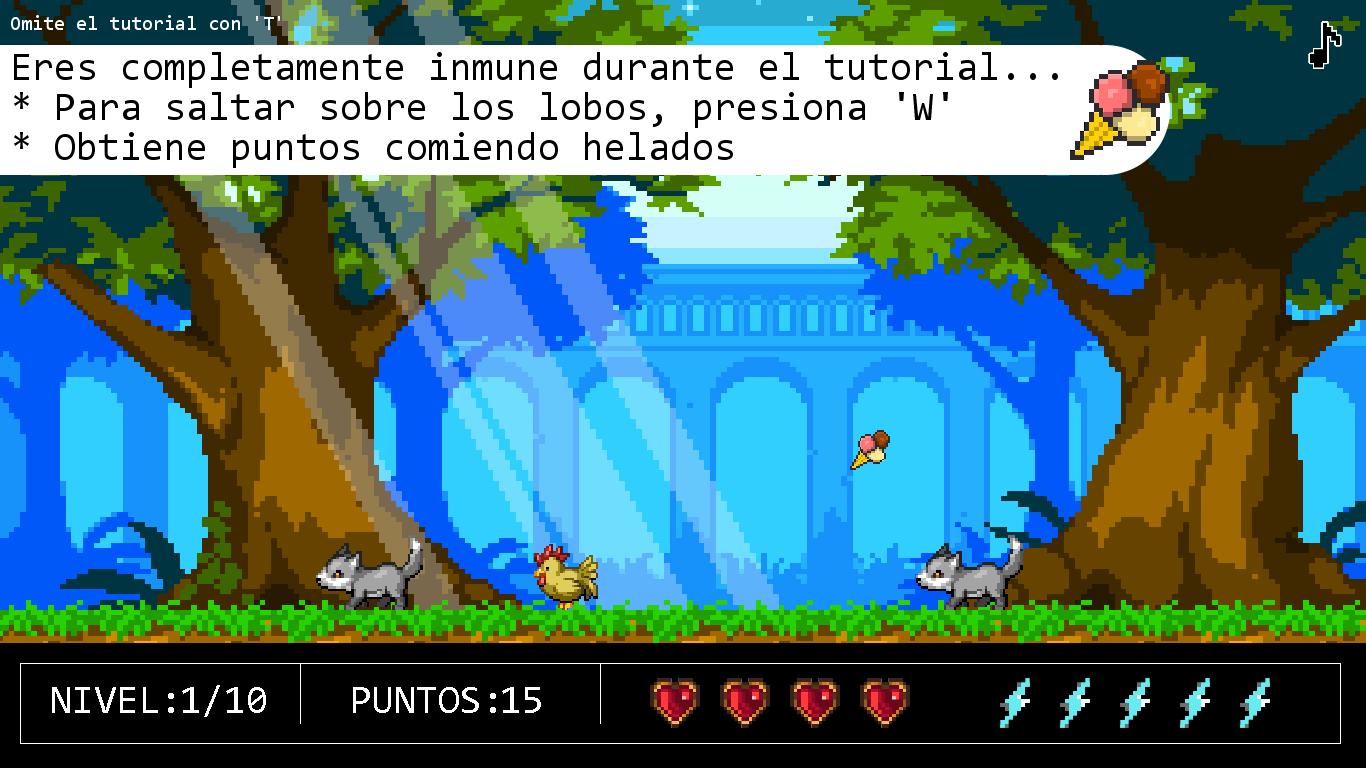 Omite el tutorial con 'T'
Eres completamente inmune durante el tutorial...
* Para saltar sobre los lobos, presiona 'W'
* Obtiene puntos comiendo helados
NIVEL:1/10 PUNTOS:15